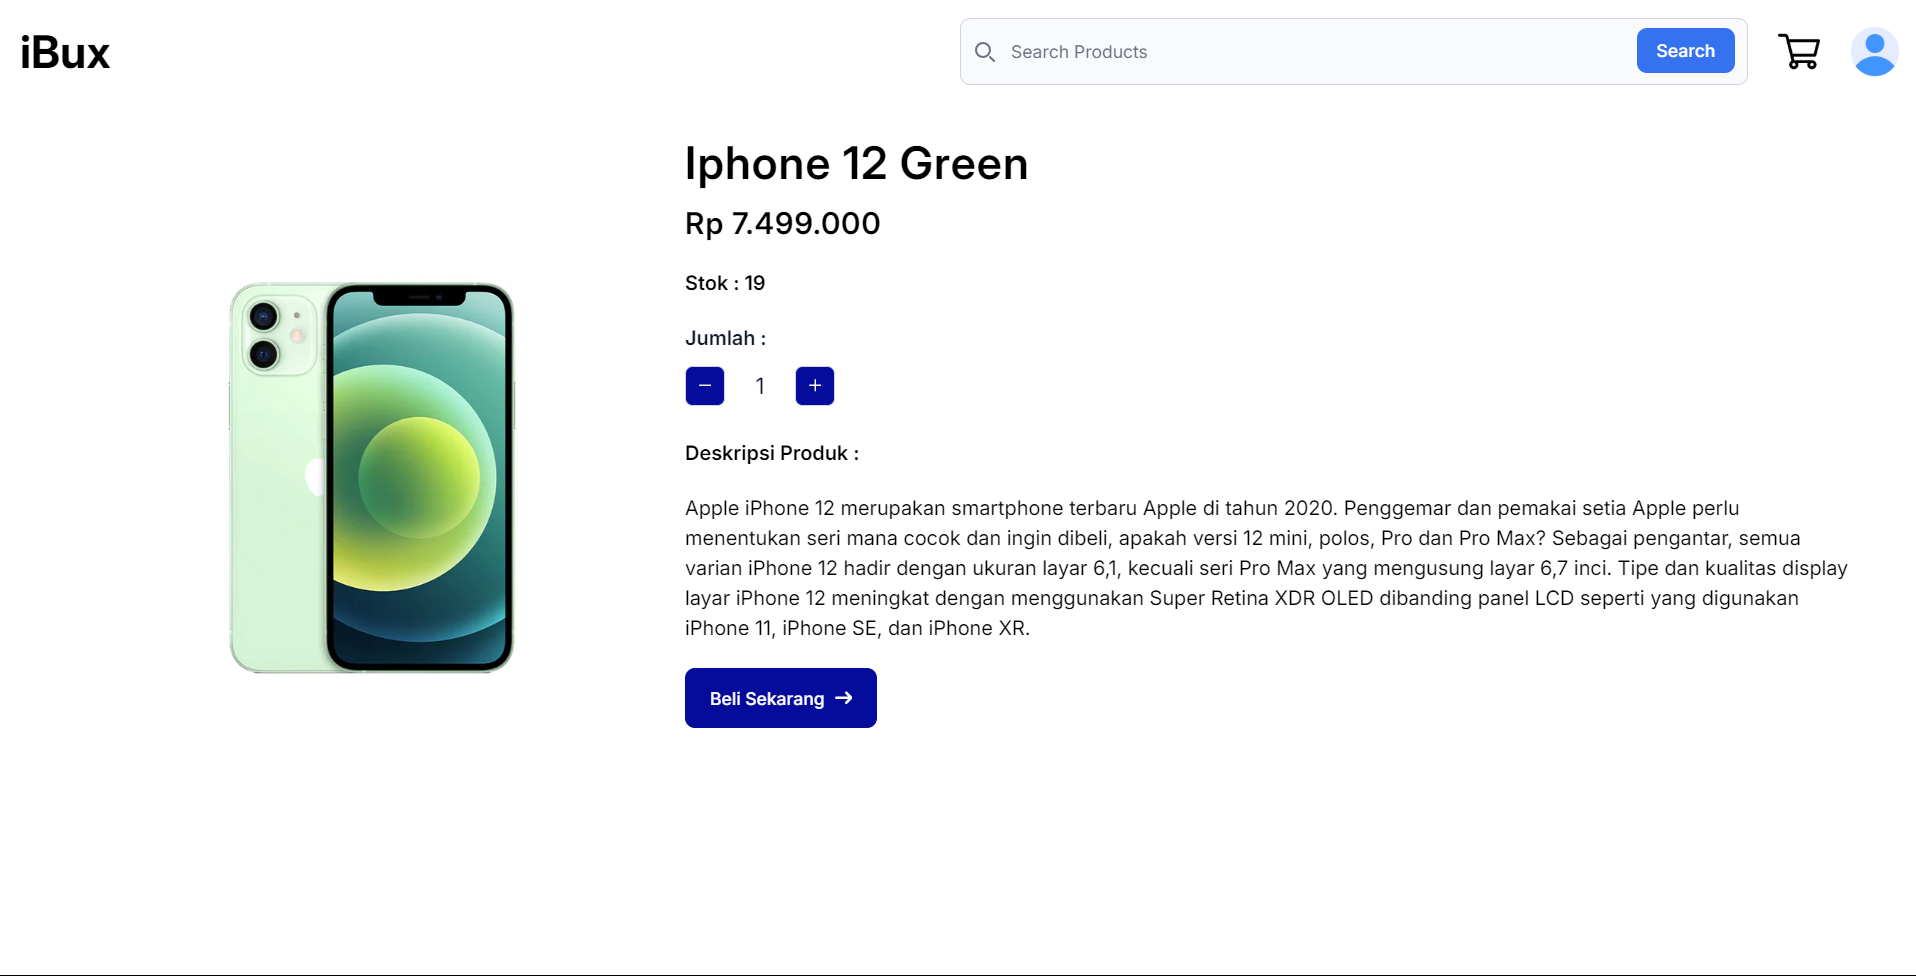 iBux
Search Products
Search
Iphone 12 Green
Rp 7.499.000
Stok : 19
Jumlah :
− 1 +
Deskripsi Produk :
Apple iPhone 12 merupakan smartphone terbaru Apple di tahun 2020. Penggemar dan pemakai setia Apple perlu
menentukan seri mana cocok dan ingin dibeli, apakah versi 12 mini, polos, Pro dan Pro Max? Sebagai pengantar, semua
varian iPhone 12 hadir dengan ukuran layar 6,1, kecuali seri Pro Max yang mengusung layar 6,7 inci. Tipe dan kualitas display
layar iPhone 12 meningkat dengan menggunakan Super Retina XDR OLED dibanding panel LCD seperti yang digunakan
iPhone 11, iPhone SE, dan iPhone XR.
Beli Sekarang →